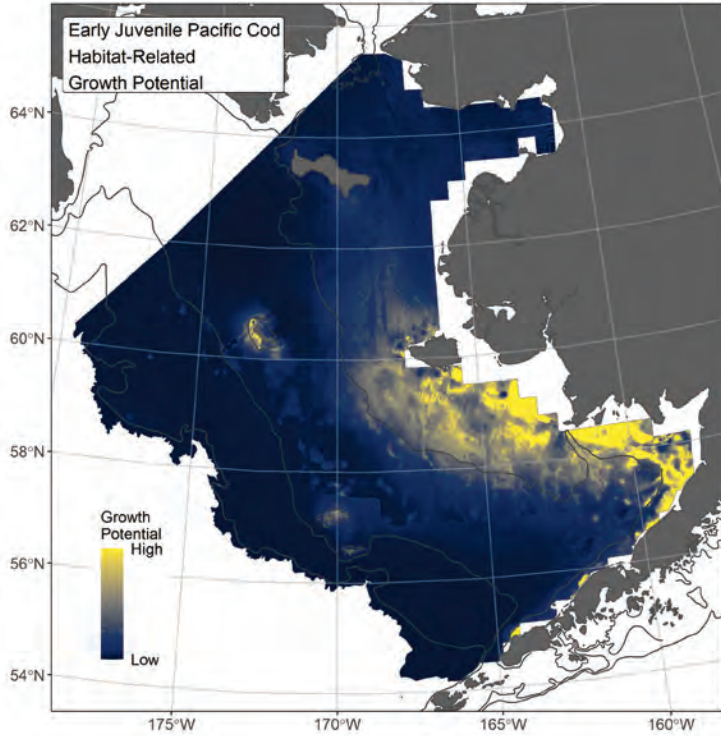 Early Juvenile Pacific Cod
Habitat-Related
Growth Potential
64°N
62°N
60°N
58°N
56°N
54°N
Growth
Potential
High
Low
175°W
170°W
165°W
160°W